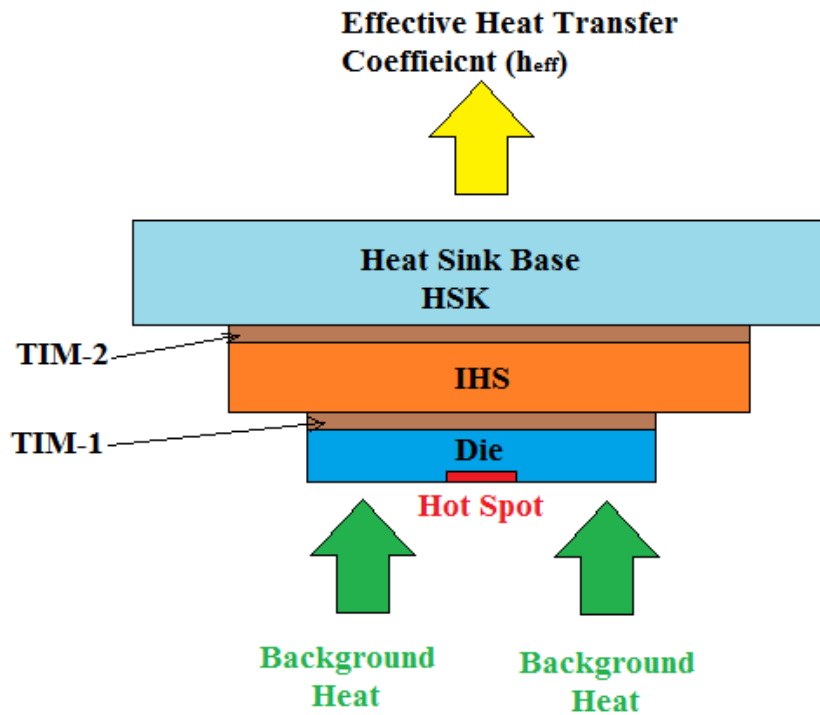 Effective Heat Transfer
Coeffieicnt (heff)
Heat Sink Base
HSK
TIM-2
IHS
TIM-1
Die
Hot Spot
Background
Heat
Background
Heat